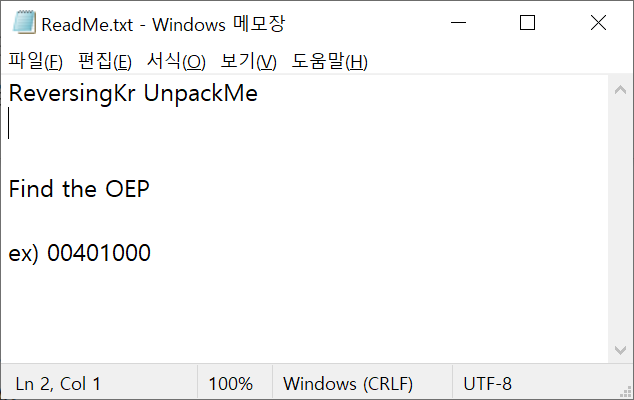 ReadMe.txt - Windows 메모장
파일(F) 편집(E) 서식(O) 보기(V) 도움말(H)
ReversingKr UnpackMe
Find the OEP
ex) 00401000
Ln 2, Col 1 100% Windows (CRLF) UTF-8